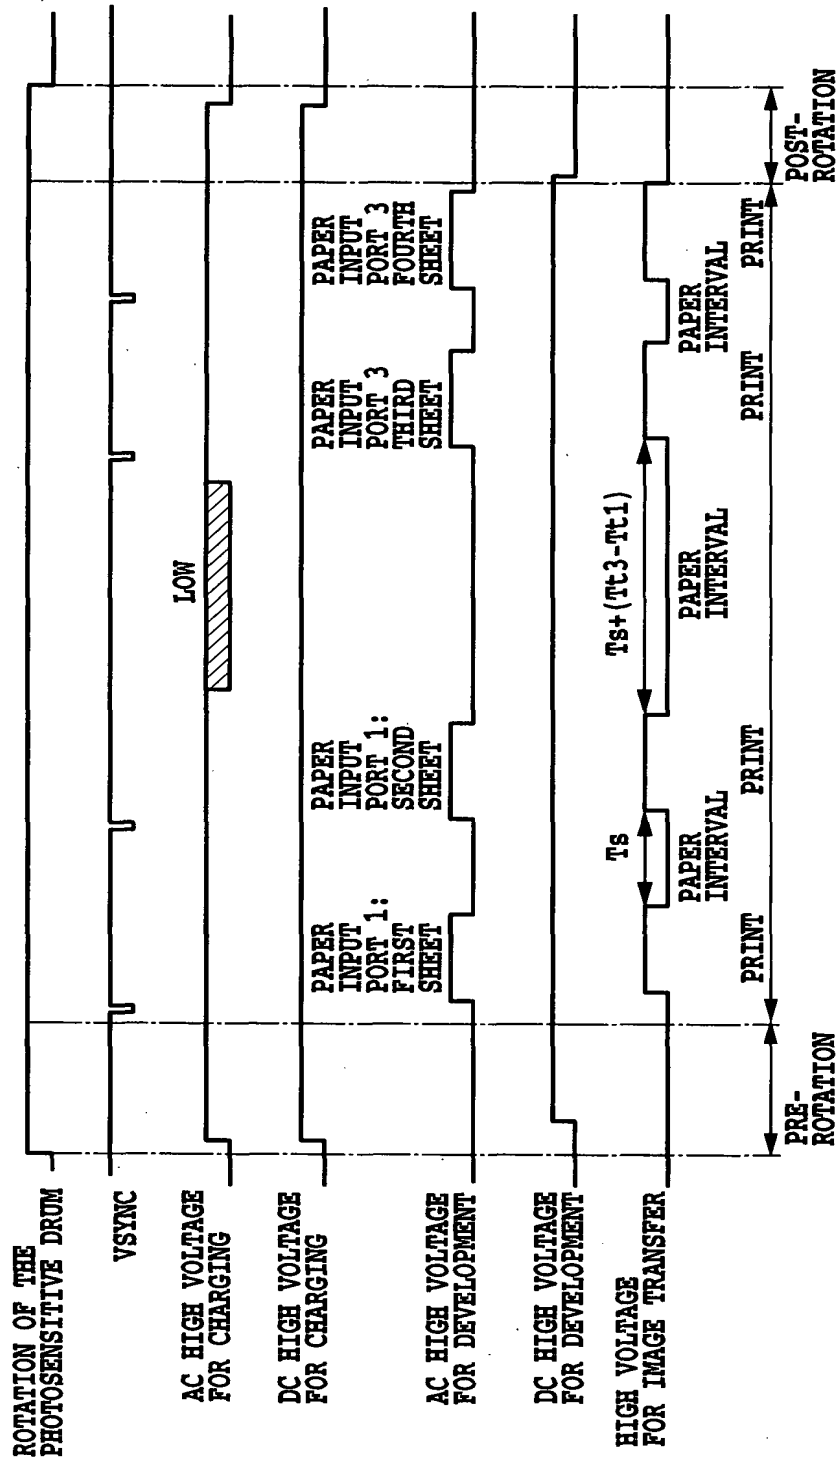 ROTATION OF THE
PHOTOSENSITIVE DRUM
VSYNC
AC HIGH VOLTAGE
FOR CHARGING
LOW
DC HIGH VOLTAGE
FOR CHARGING
PAPER
INPUT
PORT 1:
FIRST
SHEET
PAPER
INPUT
PORT 1:
SECOND
SHEET
PAPER
INPUT
PORT 3
THIRD
SHEET
PAPER
INPUT
PORT 3
FOURTH
SHEET
AC HIGH VOLTAGE
FOR DEVELOPMENT
DC HIGH VOLTAGE
FOR DEVELOPMENT
HIGH VOLTAGE
FOR IMAGE TRANSFER
Ts
Ts+(Tt3-Tt1)
PAPER
INTERVAL
PAPER
INTERVAL
PAPER
INTERVAL
PRINT
PRINT
PRINT
PRINT
PRE-
ROTATION
POST-
ROTATION